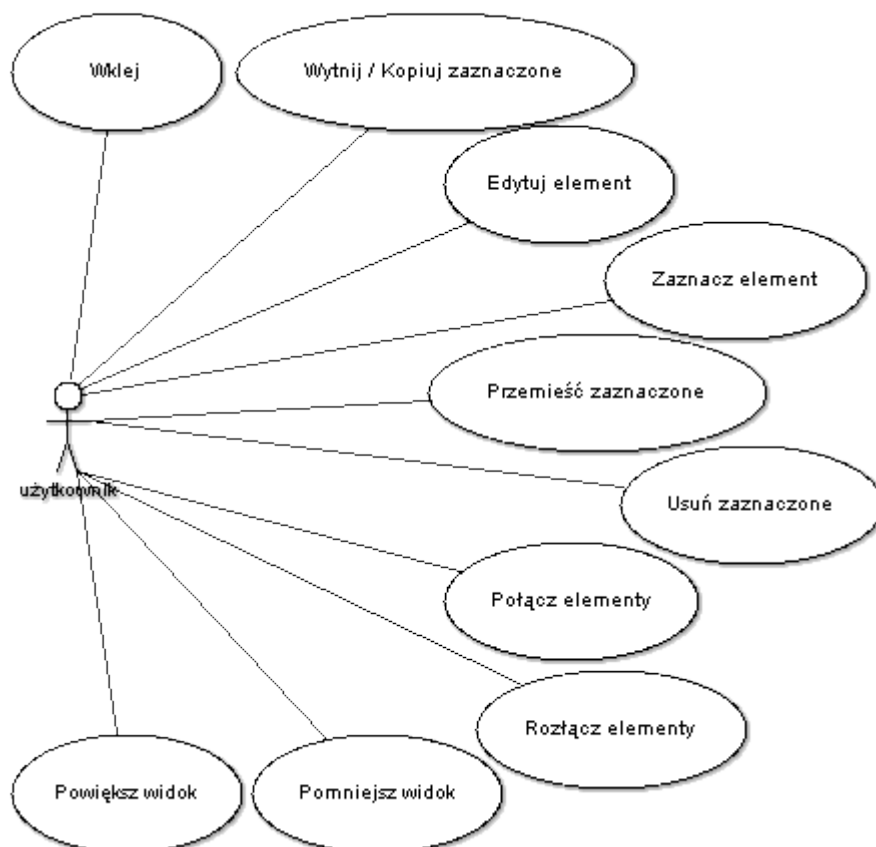 Wklej
Wytnij / Kopiuj zaznaczone
Edytuj element
Zaznacz element
Przemieść zaznaczone
użytkownik
Usuń zaznaczone
Połącz elementy
Rozłącz elementy
Powiększ widok
Pomniejsz widok